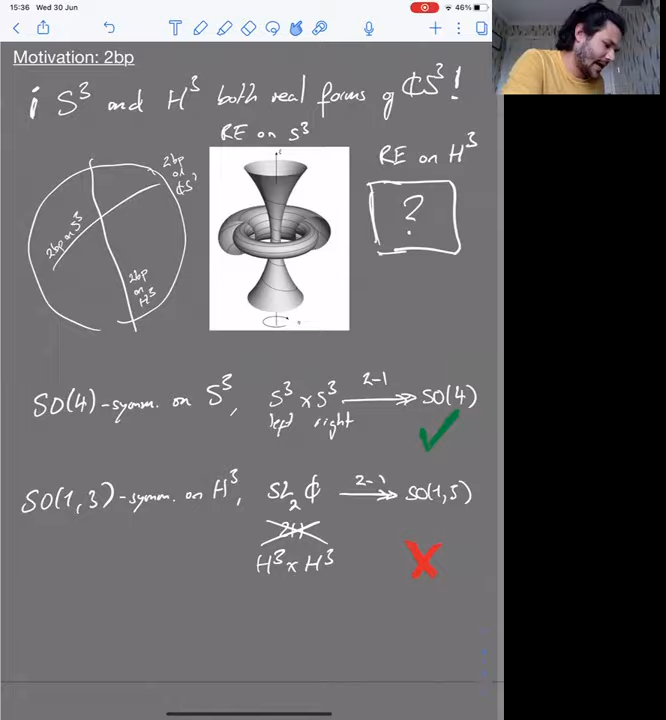 15:36 Wed 30 Jun
46%
Motivation: 2bp
¡ S³ and H³ both real forms of ℂS³!
RE on S³
RE on H³
?
2bp on ℂS³
2bp on S³
2bp on H³
SO(4)-symm. on S³, S³ × S³ 2-1 ↠ SO(4)
left right
SO(1,3)-symm. on H³, SL₂ℂ 2-1 ↠ SO(1,3)
H³ × H³